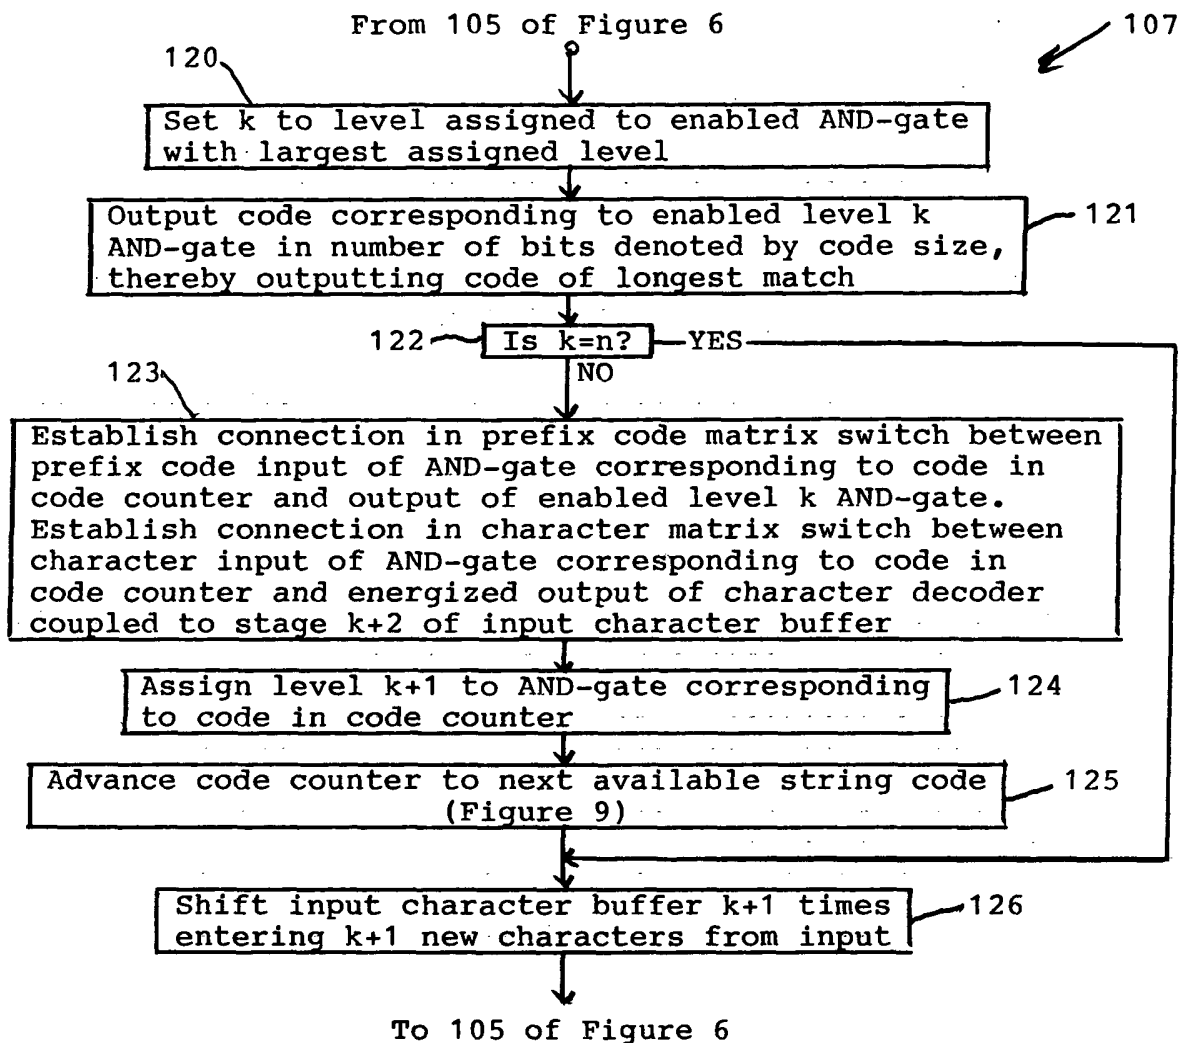 From 105 of Figure 6
107
120
Set k to level assigned to enabled AND-gate
with largest assigned level
Output code corresponding to enabled level k
AND-gate in number of bits denoted by code size,
thereby outputting code of longest match
121
122
Is k=n?
YES
NO
123
Establish connection in prefix code matrix switch between
prefix code input of AND-gate corresponding to code in
code counter and output of enabled level k AND-gate.
Establish connection in character matrix switch between
character input of AND-gate corresponding to code in
code counter and energized output of character decoder
coupled to stage k+2 of input character buffer
Assign level k+1 to AND-gate corresponding
to code in code counter
124
Advance code counter to next available string code
(Figure 9)
125
Shift input character buffer k+1 times
entering k+1 new characters from input
126
To 105 of Figure 6